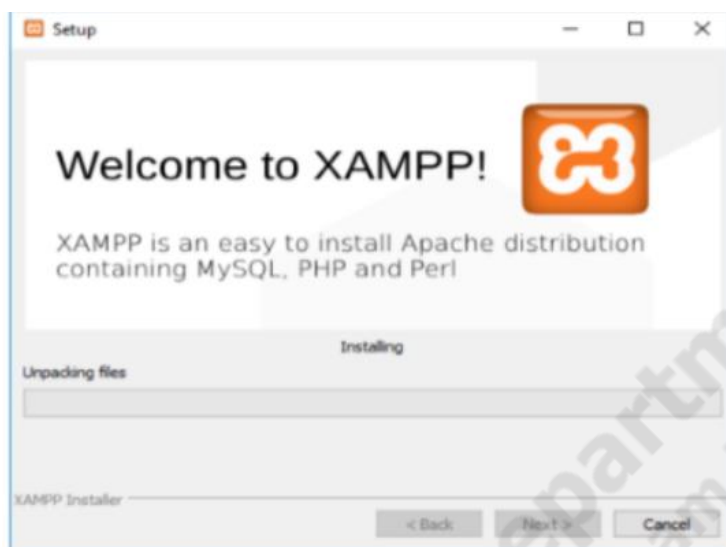 Setup
Welcome to XAMPP!
XAMPP is an easy to install Apache distribution
containing MySQL, PHP and Perl
Installing
Unpacking files
XAMPP Installer
< Back Next > Cancel